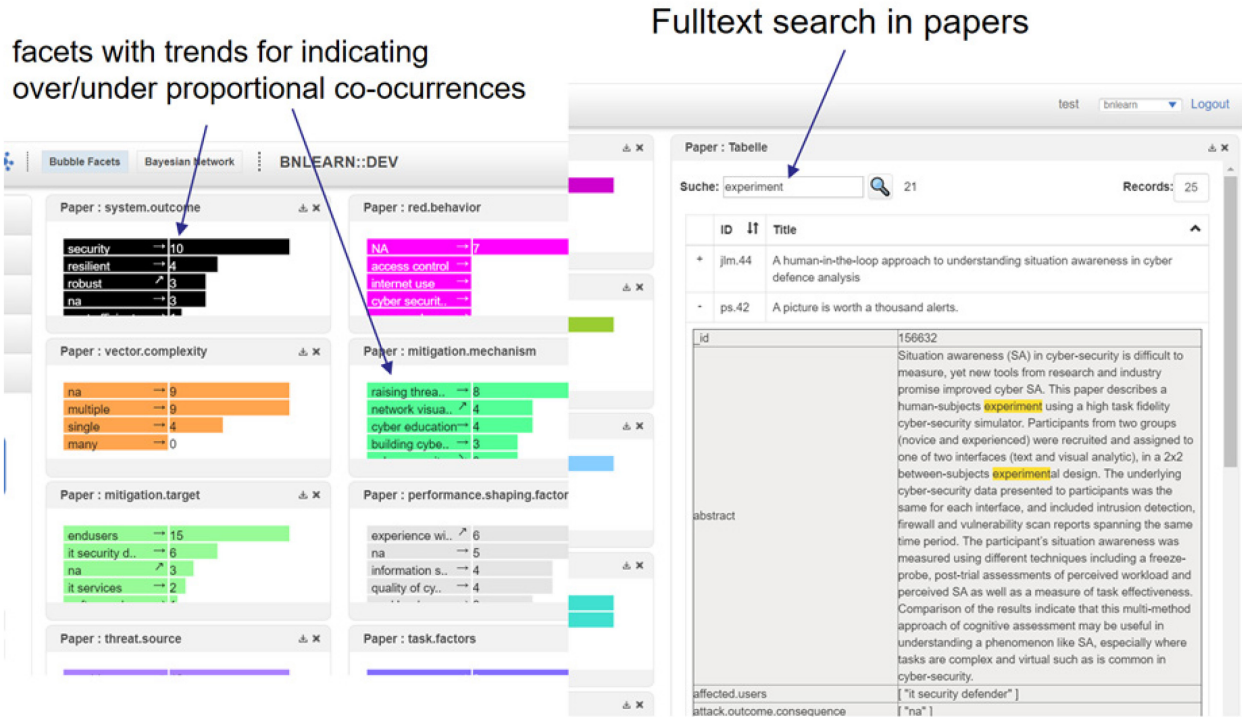 Fulltext search in papers
facets with trends for indicating
over/under proportional co-ocurrences
Bubble Facets
Bayesian Network
BNLEARN::DEV
Paper : system.outcome
security → 10
resilient → 4
robust ↗ 3
na → 3
Paper : red.behavior
NA → 7
access control →
internet use →
cyber securit.. →
Paper : vector.complexity
na → 9
multiple → 9
single → 4
many → 0
Paper : mitigation.mechanism
raising threa.. → 8
network visua.. ↗ 4
cyber education → 4
building cybe.. → 3
Paper : mitigation.target
endusers → 15
it security d.. → 6
na ↗ 3
it services → 2
Paper : performance.shaping.factor
experience wi.. ↗ 6
na → 5
information s.. → 4
quality of cy.. → 4
Paper : threat.source
Paper : task.factors
test
bnlearn
Logout
Paper : Tabelle
Suche: experiment
21
Records: 25
ID Title
+ jlm.44 A human-in-the-loop approach to understanding situation awareness in cyber
defence analysis
- ps.42 A picture is worth a thousand alerts.
_id 156632
abstract
Situation awareness (SA) in cyber-security is difficult to
measure, yet new tools from research and industry
promise improved cyber SA. This paper describes a
human-subjects experiment using a high task fidelity
cyber-security simulator. Participants from two groups
(novice and experienced) were recruited and assigned to
one of two interfaces (text and visual analytic), in a 2x2
between-subjects experimental design. The underlying
cyber-security data presented to participants was the
same for each interface, and included intrusion detection,
firewall and vulnerability scan reports spanning the same
time period. The participant's situation awareness was
measured using different techniques including a freeze-
probe, post-trial assessments of perceived workload and
perceived SA as well as a measure of task effectiveness.
Comparison of the results indicate that this multi-method
approach of cognitive assessment may be useful in
understanding a phenomenon like SA, especially where
tasks are complex and virtual such as is common in
cyber-security.
affected.users [ "it security defender" ]
attack.outcome.consequence [ "na" ]